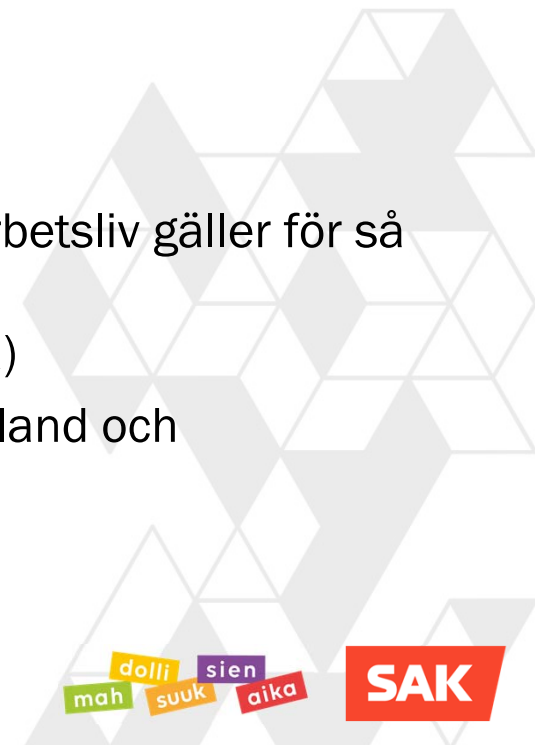 rbetsliv gäller för så
)
land och
dolli sien
mah suuk aika
SAK